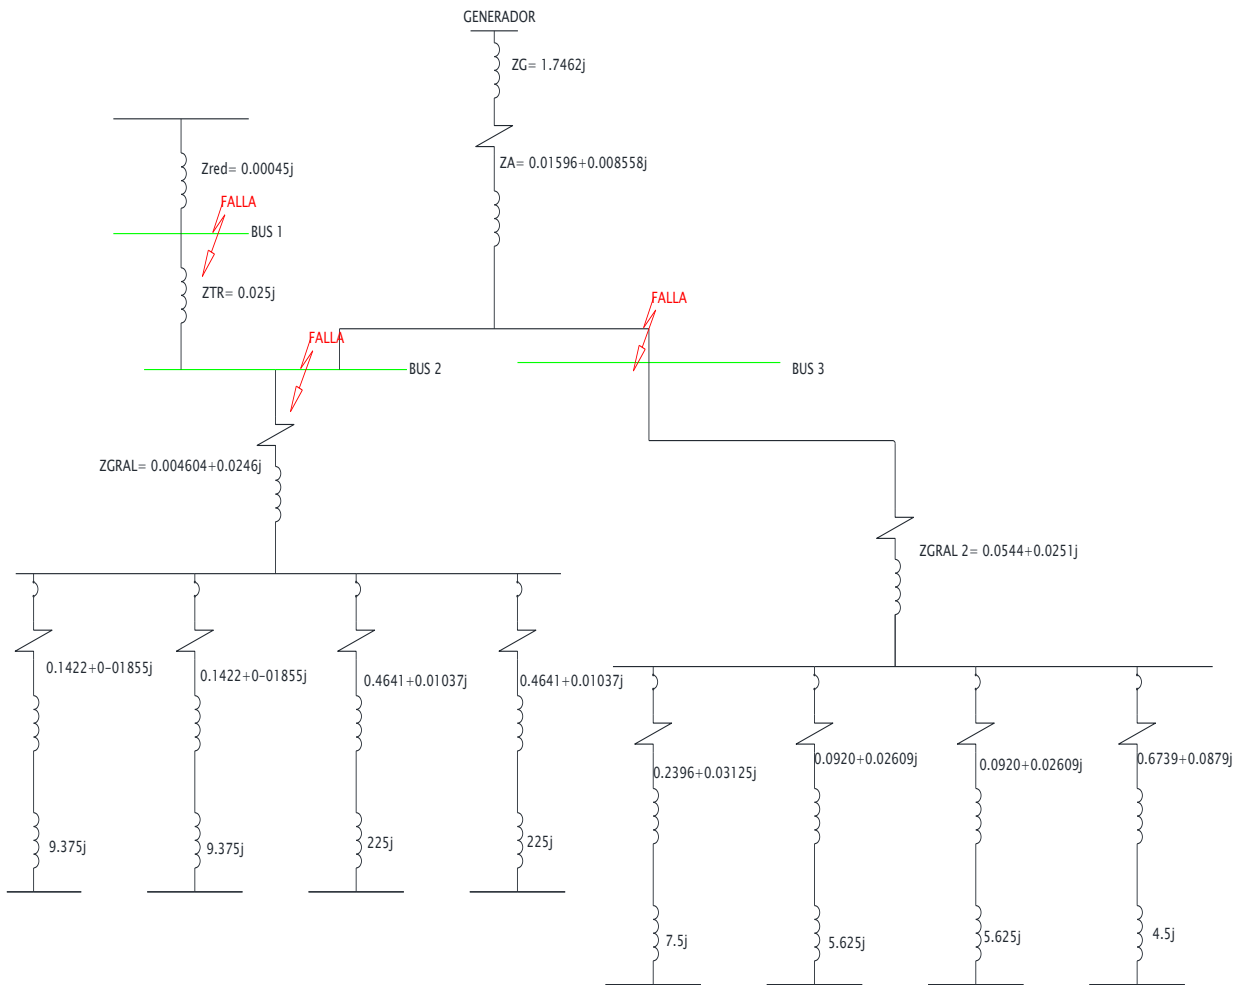 GENERADOR
ZG= 1.7462j
ZA= 0.01596+0.008558j
Zred= 0.00045j
FALLA
BUS 1
ZTR= 0.025j
FALLA
FALLA
BUS 2
BUS 3
ZGRAL= 0.004604+0.0246j
ZGRAL 2= 0.0544+0.0251j
0.1422+0-01855j
0.1422+0-01855j
0.4641+0.01037j
0.4641+0.01037j
0.2396+0.03125j
0.0920+0.02609j
0.0920+0.02609j
0.6739+0.0879j
9.375j
9.375j
225j
225j
7.5j
5.625j
5.625j
4.5j